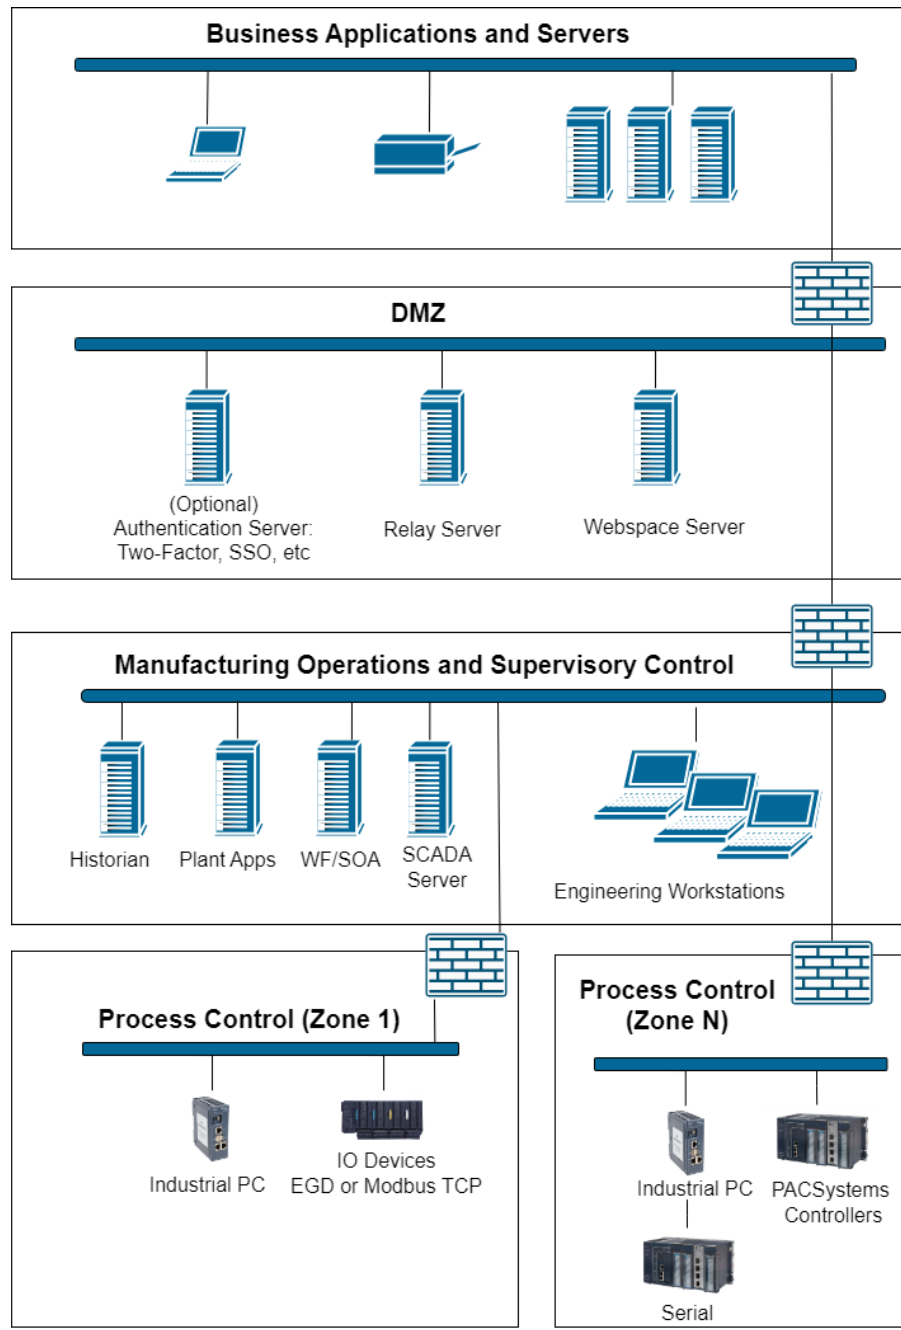 Business Applications and Servers
DMZ
(Optional)
Authentication Server:
Two-Factor, SSO, etc
Relay Server
Webspace Server
Manufacturing Operations and Supervisory Control
Historian
Plant Apps
WF/SOA
SCADA
Server
Engineering Workstations
Process Control (Zone 1)
Industrial PC
IO Devices
EGD or Modbus TCP
Process Control
(Zone N)
Industrial PC
PACSystems
Controllers
Serial